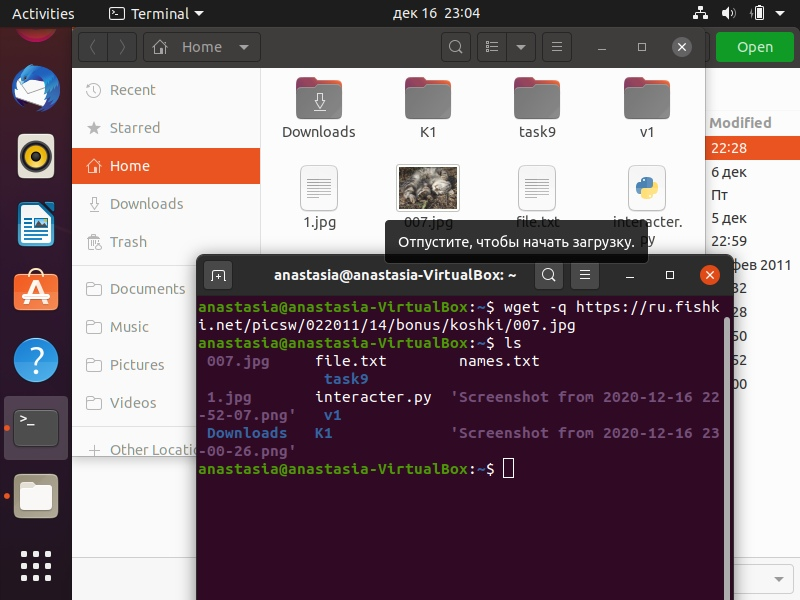 Activities
Terminal
дек 16 23:04
Home
Open
Recent
Starred
Home
Downloads
Trash
Documents
Music
Pictures
Videos
Other Locatio
Downloads
K1
task9
v1
1.jpg
007.jpg
file.txt
interacter.
py
Modified
22:28
6 дек
Пт
5 дек
22:59
фев 2011
32
28
50
52
00
Отпустите, чтобы начать загрузку.
anastasia@anastasia-VirtualBox: ~
anastasia@anastasia-VirtualBox:~$ wget -q https://ru.fishk
i.net/picsw/022011/14/bonus/koshki/007.jpg
anastasia@anastasia-VirtualBox:~$ ls
007.jpg file.txt names.txt
task9
1.jpg interacter.py 'Screenshot from 2020-12-16 22
-52-07.png' v1
Downloads K1 'Screenshot from 2020-12-16 23
-00-26.png'
anastasia@anastasia-VirtualBox:~$